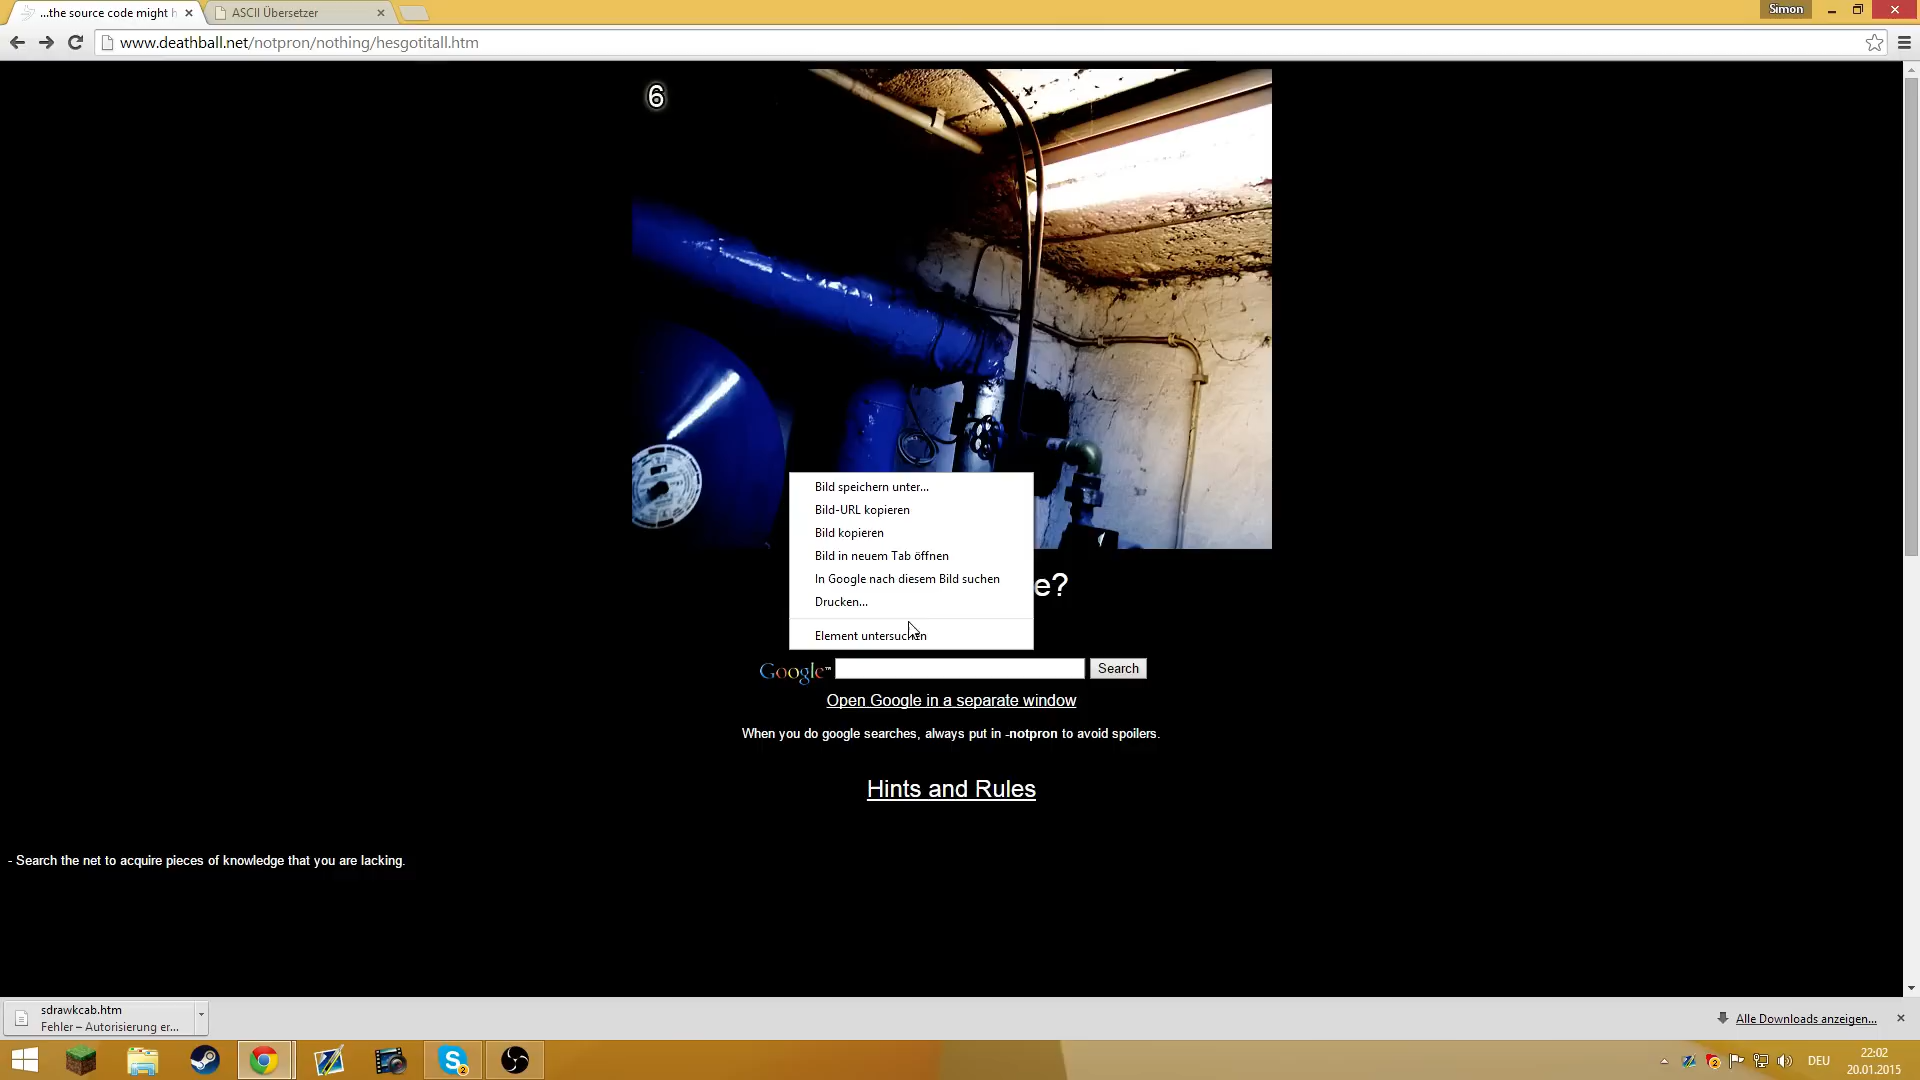 ...the source code might h
ASCII Übersetzer
Simon
www.deathball.net/notpron/nothing/hesgotitall.htm
6
Bild speichern unter...
Bild-URL kopieren
Bild kopieren
Bild in neuem Tab öffnen
In Google nach diesem Bild suchen
Drucken...
Element untersuchen
e?
Google™
Search
Open Google in a separate window
When you do google searches, always put in -notpron to avoid spoilers.
Hints and Rules
- Search the net to acquire pieces of knowledge that you are lacking.
sdrawkcab.htm
Fehler – Autorisierung er...
Alle Downloads anzeigen...
DEU
22:02
20.01.2015